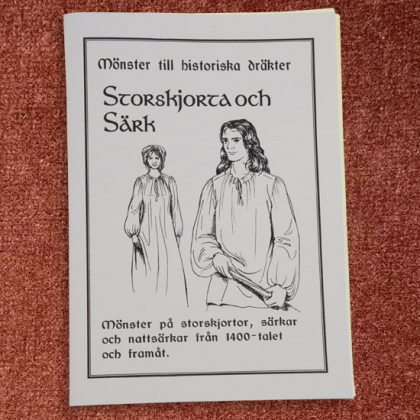 Mönster till historiska dräkter
Storskjorta och
Särk
Mönster på storskjortor, särkar
och nattsärkar från 1400-talet
och framåt.